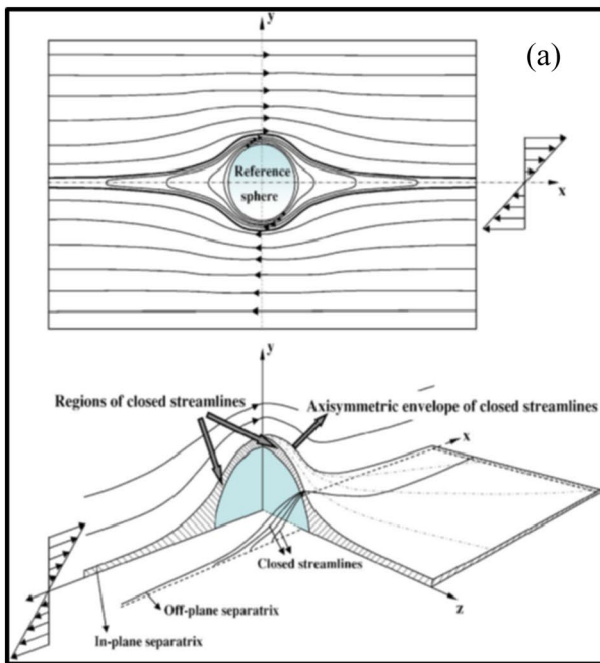 y
(a)
Reference
sphere
x
y
Regions of closed streamlines
Axisymmetric envelope of closed streamlines
x
Closed streamlines
Off-plane separatrix
z
In-plane separatrix